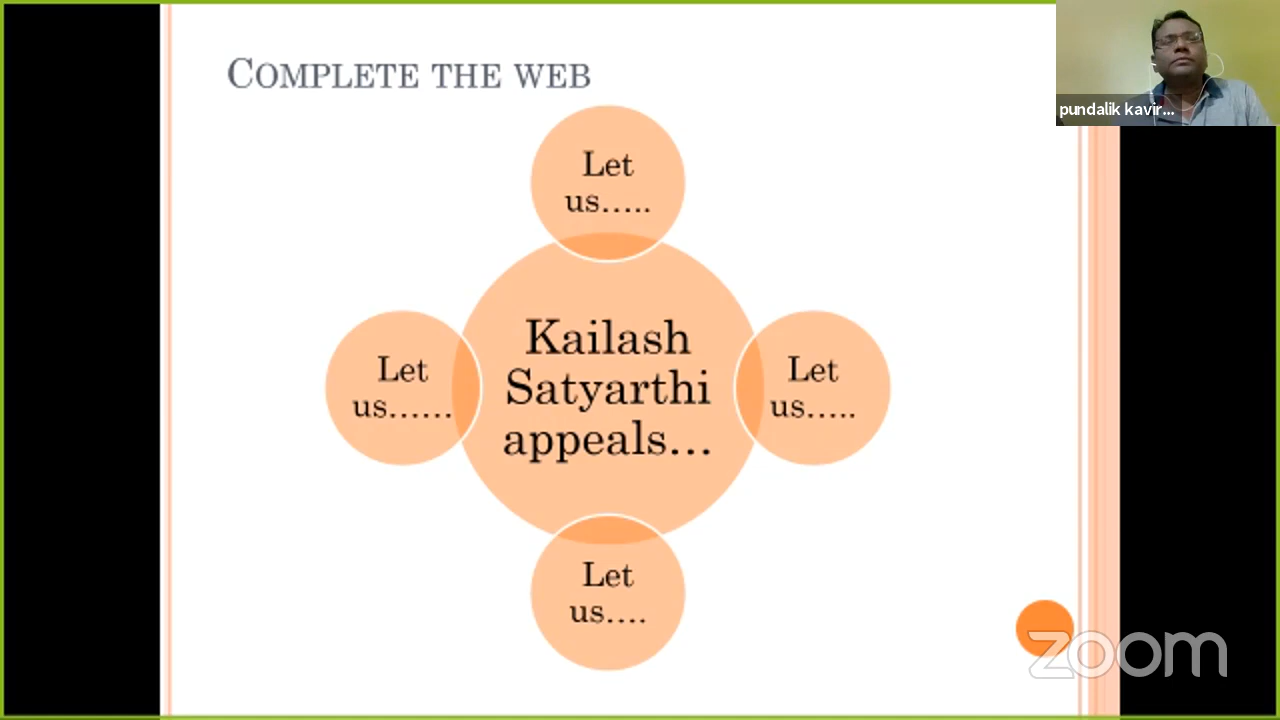 COMPLETE THE WEB
pundalik kavir...
Let
us.....
Let
us......
Kailash
Satyarthi
appeals...
Let
us.....
Let
us....
zoom